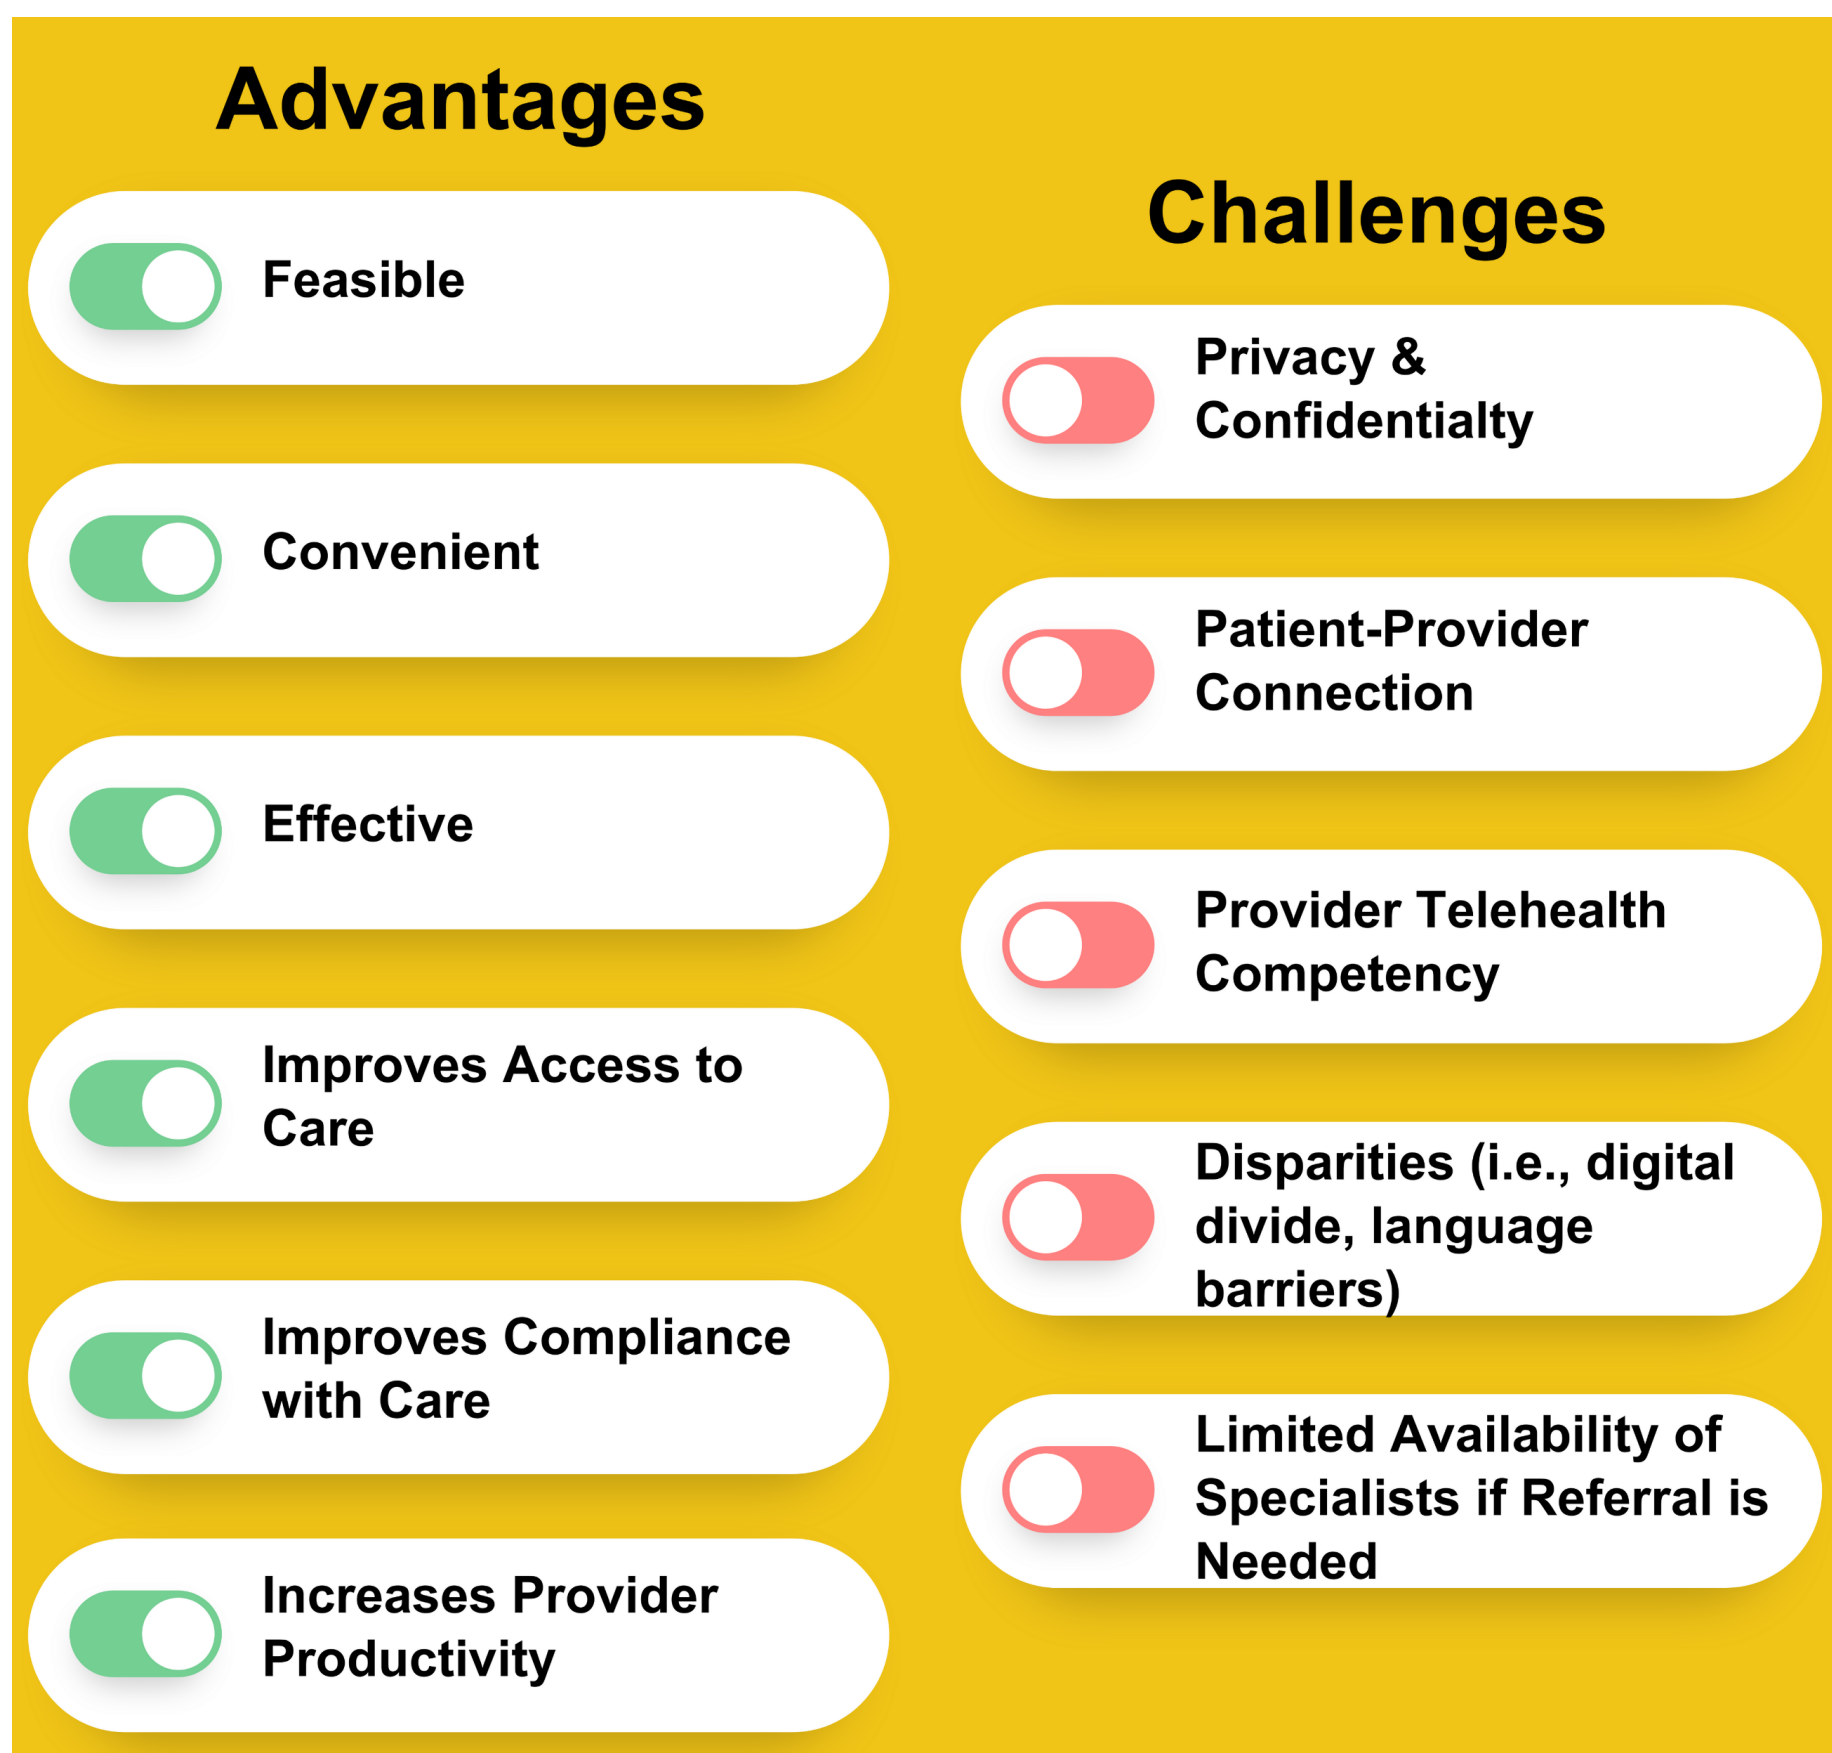 Advantages
Feasible
Convenient
Effective
Improves Access to
Care
Improves Compliance
with Care
Increases Provider
Productivity
Challenges
Privacy &
Confidentialty
Patient-Provider
Connection
Provider Telehealth
Competency
Disparities (i.e., digital
divide, language
barriers)
Limited Availability of
Specialists if Referral is
Needed